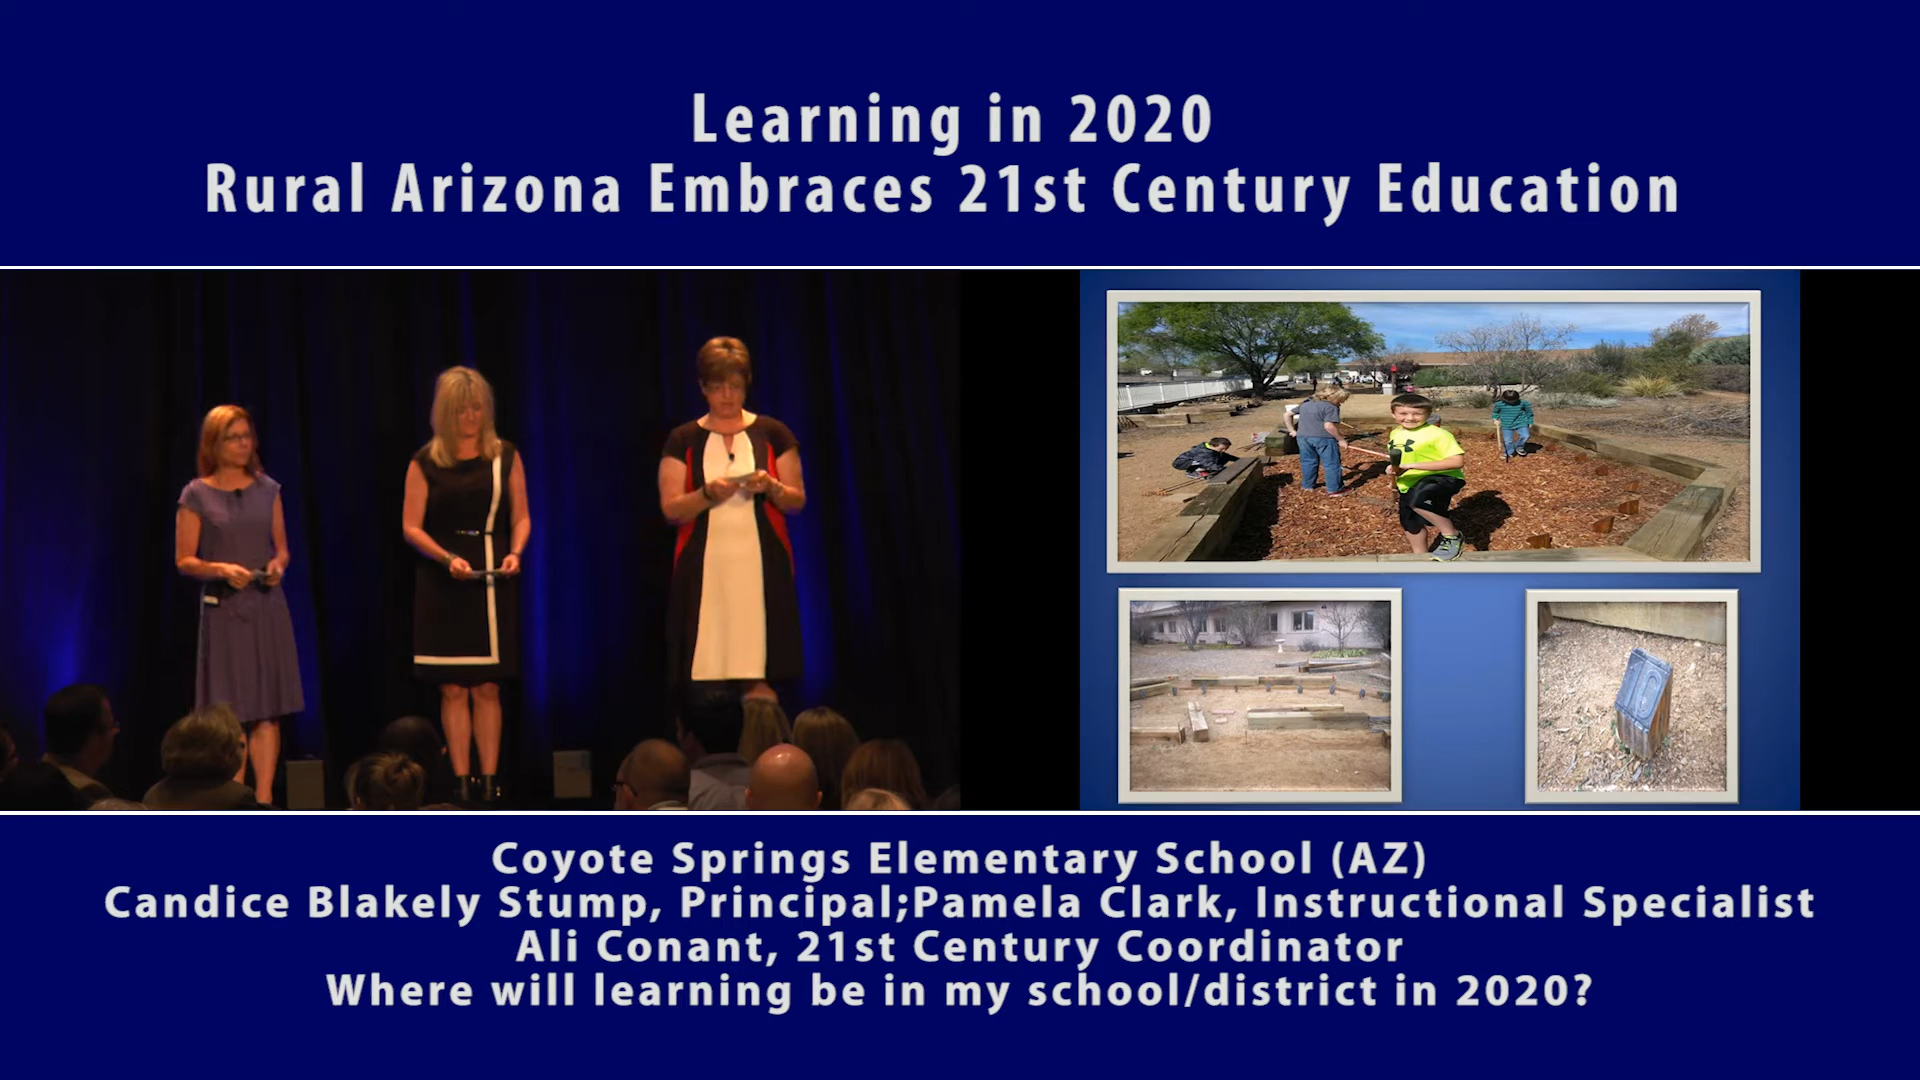 Learning in 2020
Rural Arizona Embraces 21st Century Education
Coyote Springs Elementary School (AZ)
Candice Blakely Stump, Principal;Pamela Clark, Instructional Specialist
Ali Conant, 21st Century Coordinator
Where will learning be in my school/district in 2020?